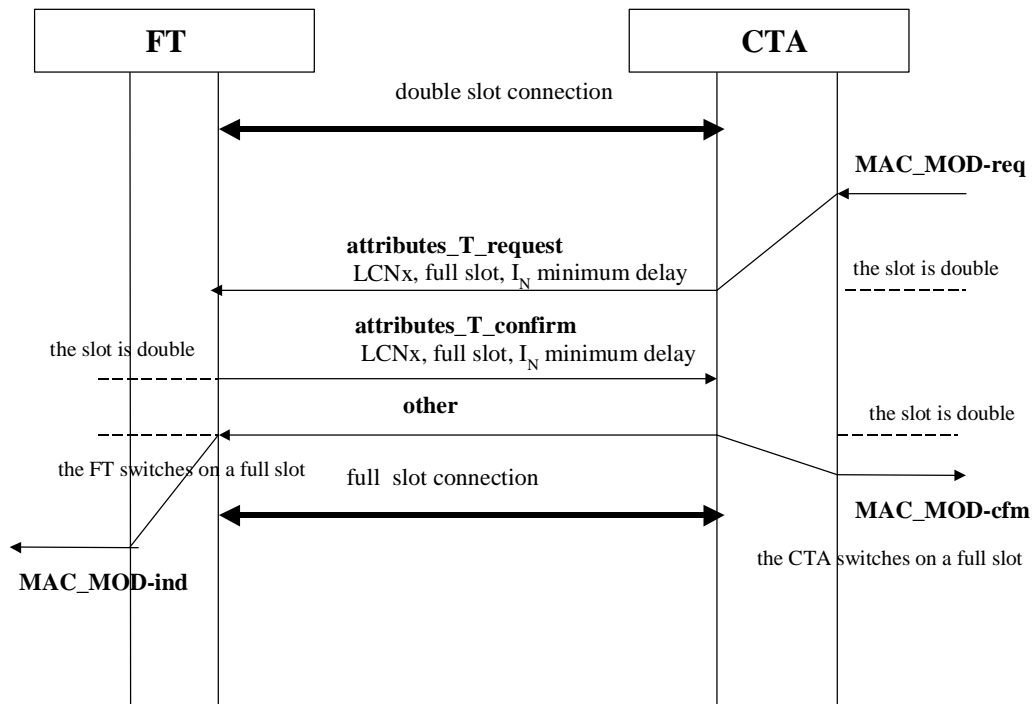 FT
CTA
double slot connection
MAC_MOD-req
attributes_T_request
LCNx, full slot, I_N minimum delay
the slot is double
attributes_T_confirm
LCNx, full slot, I_N minimum delay
the slot is double
other
the slot is double
the FT switches on a full slot
full slot connection
MAC_MOD-cfm
the CTA switches on a full slot
MAC_MOD-ind